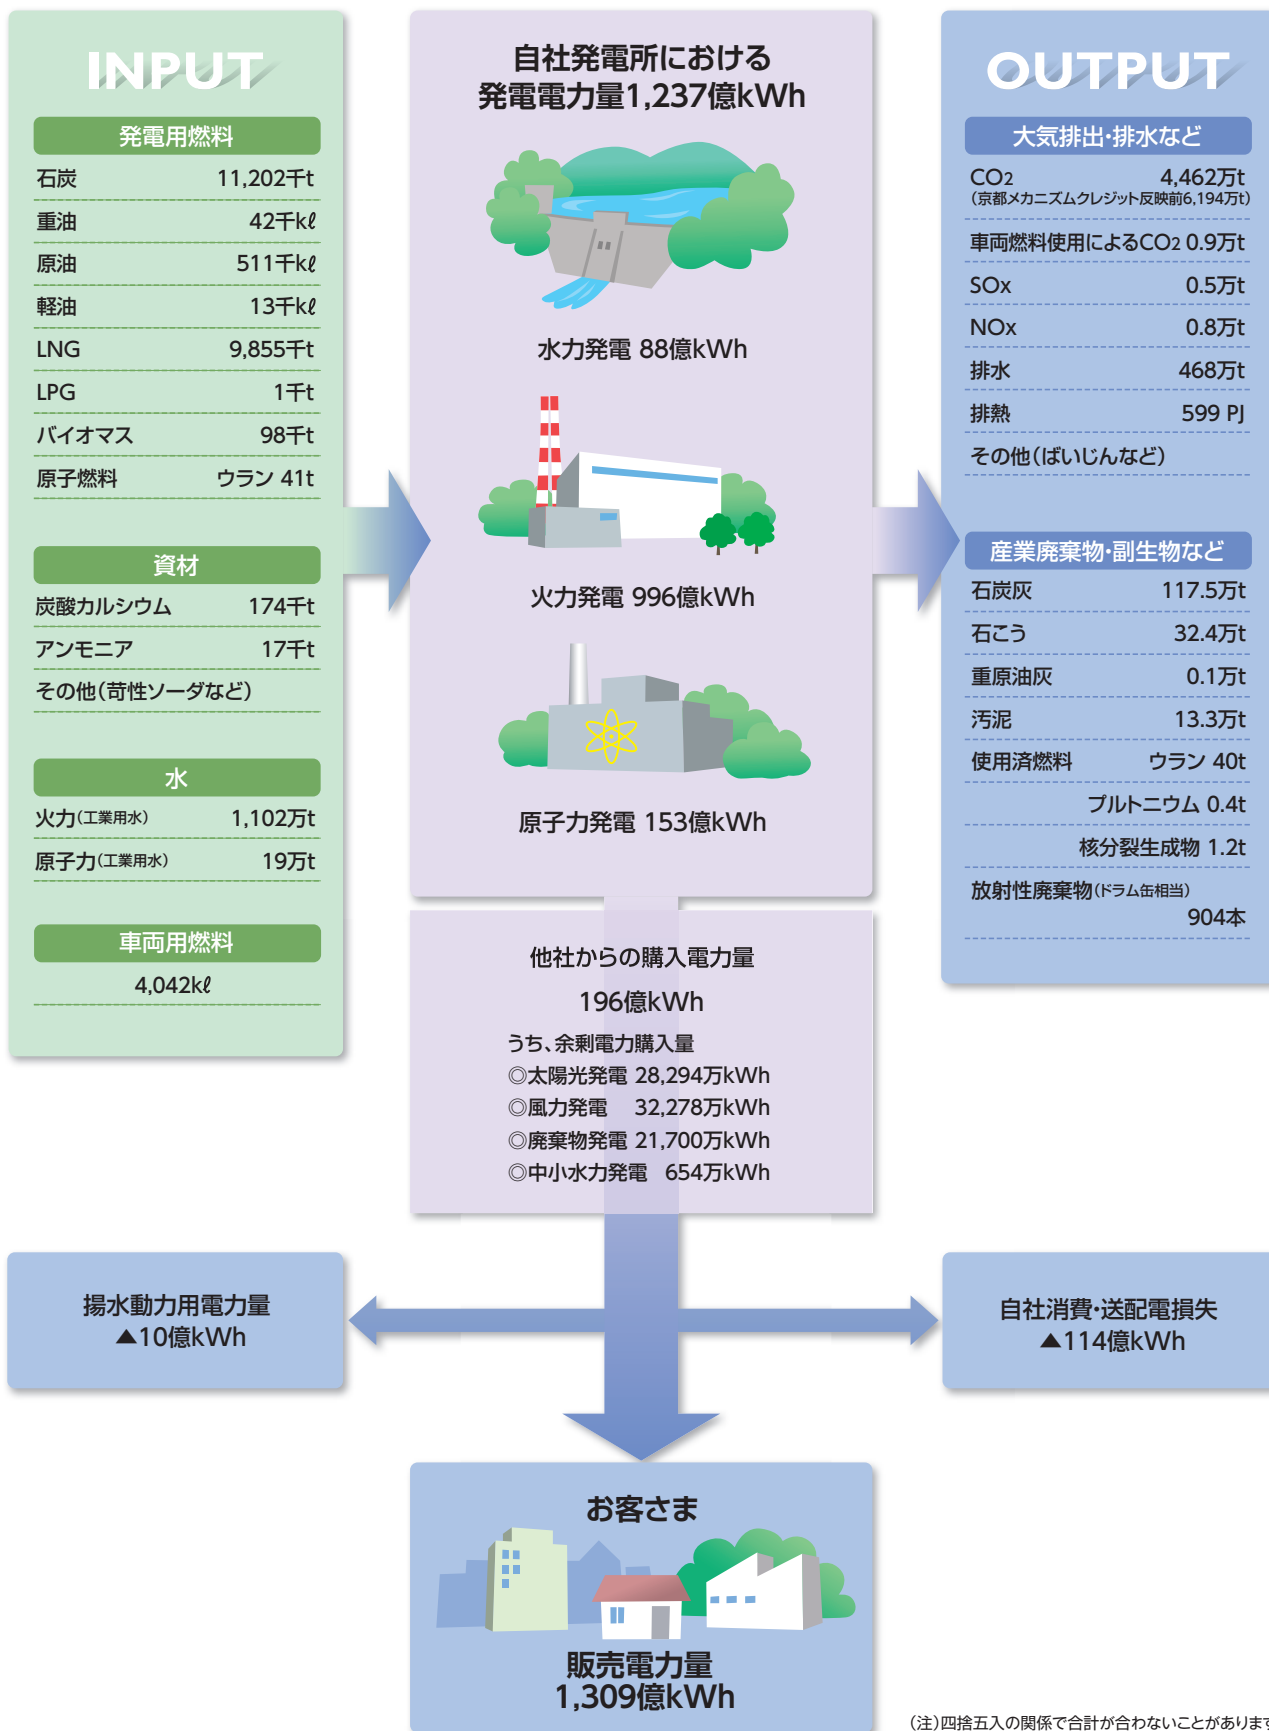 INPUT
発電用燃料
石炭 11,202千t
重油 42千kℓ
原油 511千kℓ
軽油 13千kℓ
LNG 9,855千t
LPG 1千t
バイオマス 98千t
原子燃料 ウラン 41t
資材
炭酸カルシウム 174千t
アンモニア 17千t
その他(苛性ソーダなど)
水
火力(工業用水) 1,102万t
原子力(工業用水) 19万t
車両用燃料
4,042kℓ
自社発電所における
発電電力量1,237億kWh
水力発電 88億kWh
火力発電 996億kWh
原子力発電 153億kWh
他社からの購入電力量
196億kWh
うち、余剰電力購入量
◎太陽光発電 28,294万kWh
◎風力発電 32,278万kWh
◎廃棄物発電 21,700万kWh
◎中小水力発電 654万kWh
OUTPUT
大気排出・排水など
CO2 4,462万t
(京都メカニズムクレジット反映前6,194万t)
車両燃料使用によるCO2 0.9万t
SOx 0.5万t
NOx 0.8万t
排水 468万t
排熱 599 PJ
その他(ばいじんなど)
産業廃棄物・副生物など
石炭灰 117.5万t
石こう 32.4万t
重原油灰 0.1万t
汚泥 13.3万t
使用済燃料 ウラン 40t
プルトニウム 0.4t
核分裂生成物 1.2t
放射性廃棄物(ドラム缶相当)
904本
揚水動力用電力量
▲10億kWh
自社消費・送配電損失
▲114億kWh
お客さま
販売電力量
1,309億kWh
(注)四捨五入の関係で合計が合わないことがあります